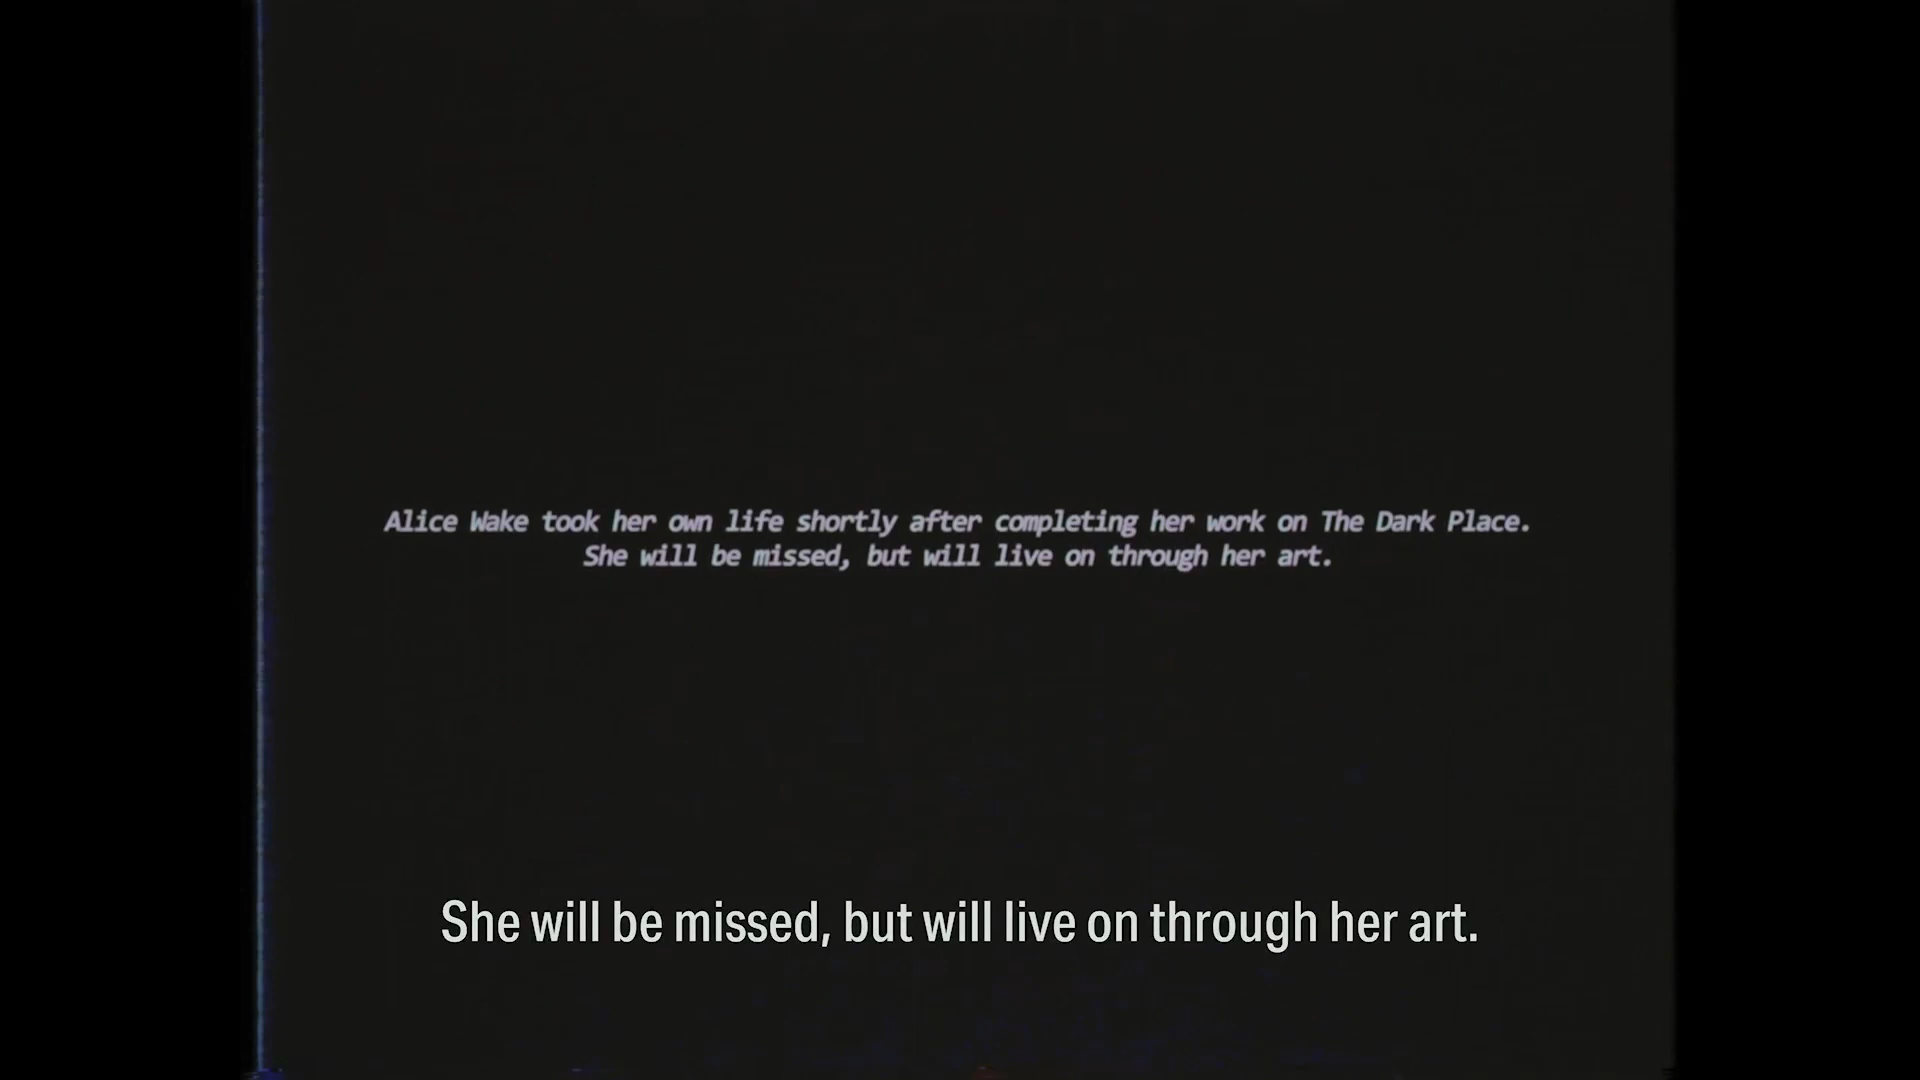 Alice Wake took her own life shortly after completing her work on The Dark Place.
She will be missed, but will live on through her art.
She will be missed, but will live on through her art.